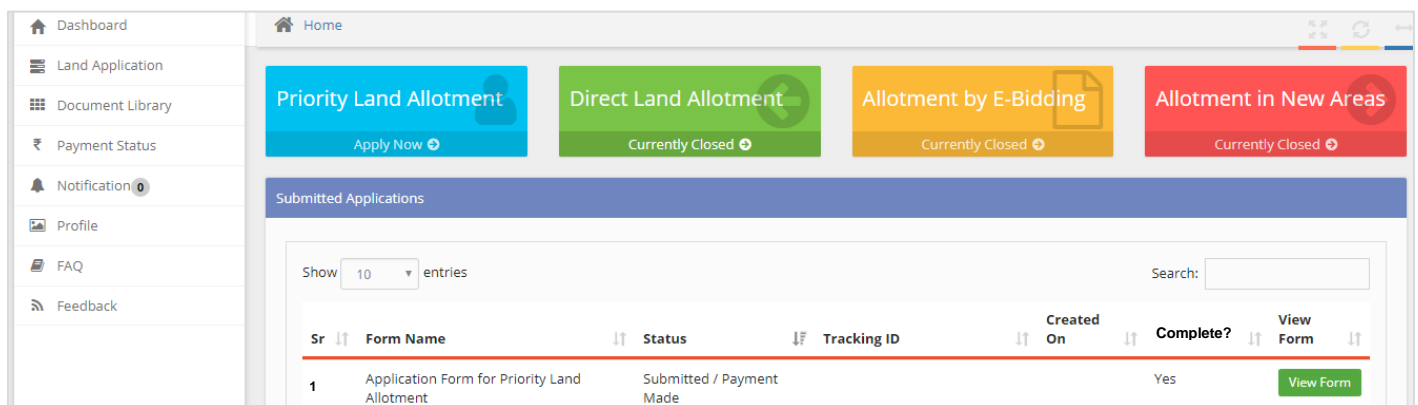 Dashboard
Home
Land Application
Document Library
₹ Payment Status
Notification 0
Profile
FAQ
Feedback
Priority Land Allotment
Apply Now
Direct Land Allotment
Currently Closed
Allotment by E-Bidding
Currently Closed
Allotment in New Areas
Currently Closed
Submitted Applications
Show 10 entries
Search:
Sr Form Name Status Tracking ID Created On Complete? View Form
1 Application Form for Priority Land Submitted / Payment Yes View Form
Allotment Made